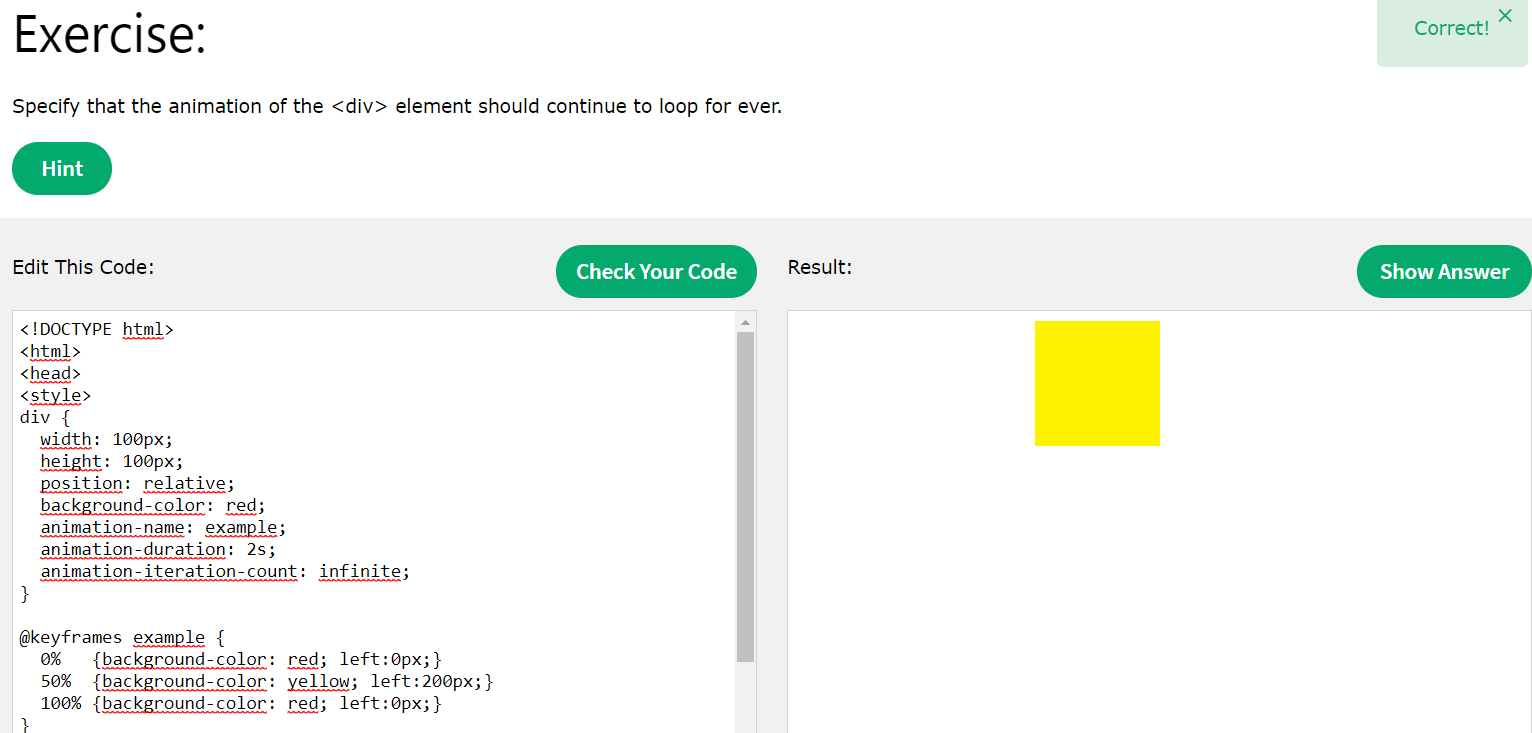 Exercise:
Correct!
×
Specify that the animation of the <div> element should continue to loop for ever.
Hint
Edit This Code:
Check Your Code
Result:
Show Answer
<!DOCTYPE html>
<html>
<head>
<style>
div {
  width: 100px;
  height: 100px;
  position: relative;
  background-color: red;
  animation-name: example;
  animation-duration: 2s;
  animation-iteration-count: infinite;
}

@keyframes example {
  0%   {background-color: red; left:0px;}
  50%  {background-color: yellow; left:200px;}
  100% {background-color: red; left:0px;}
}